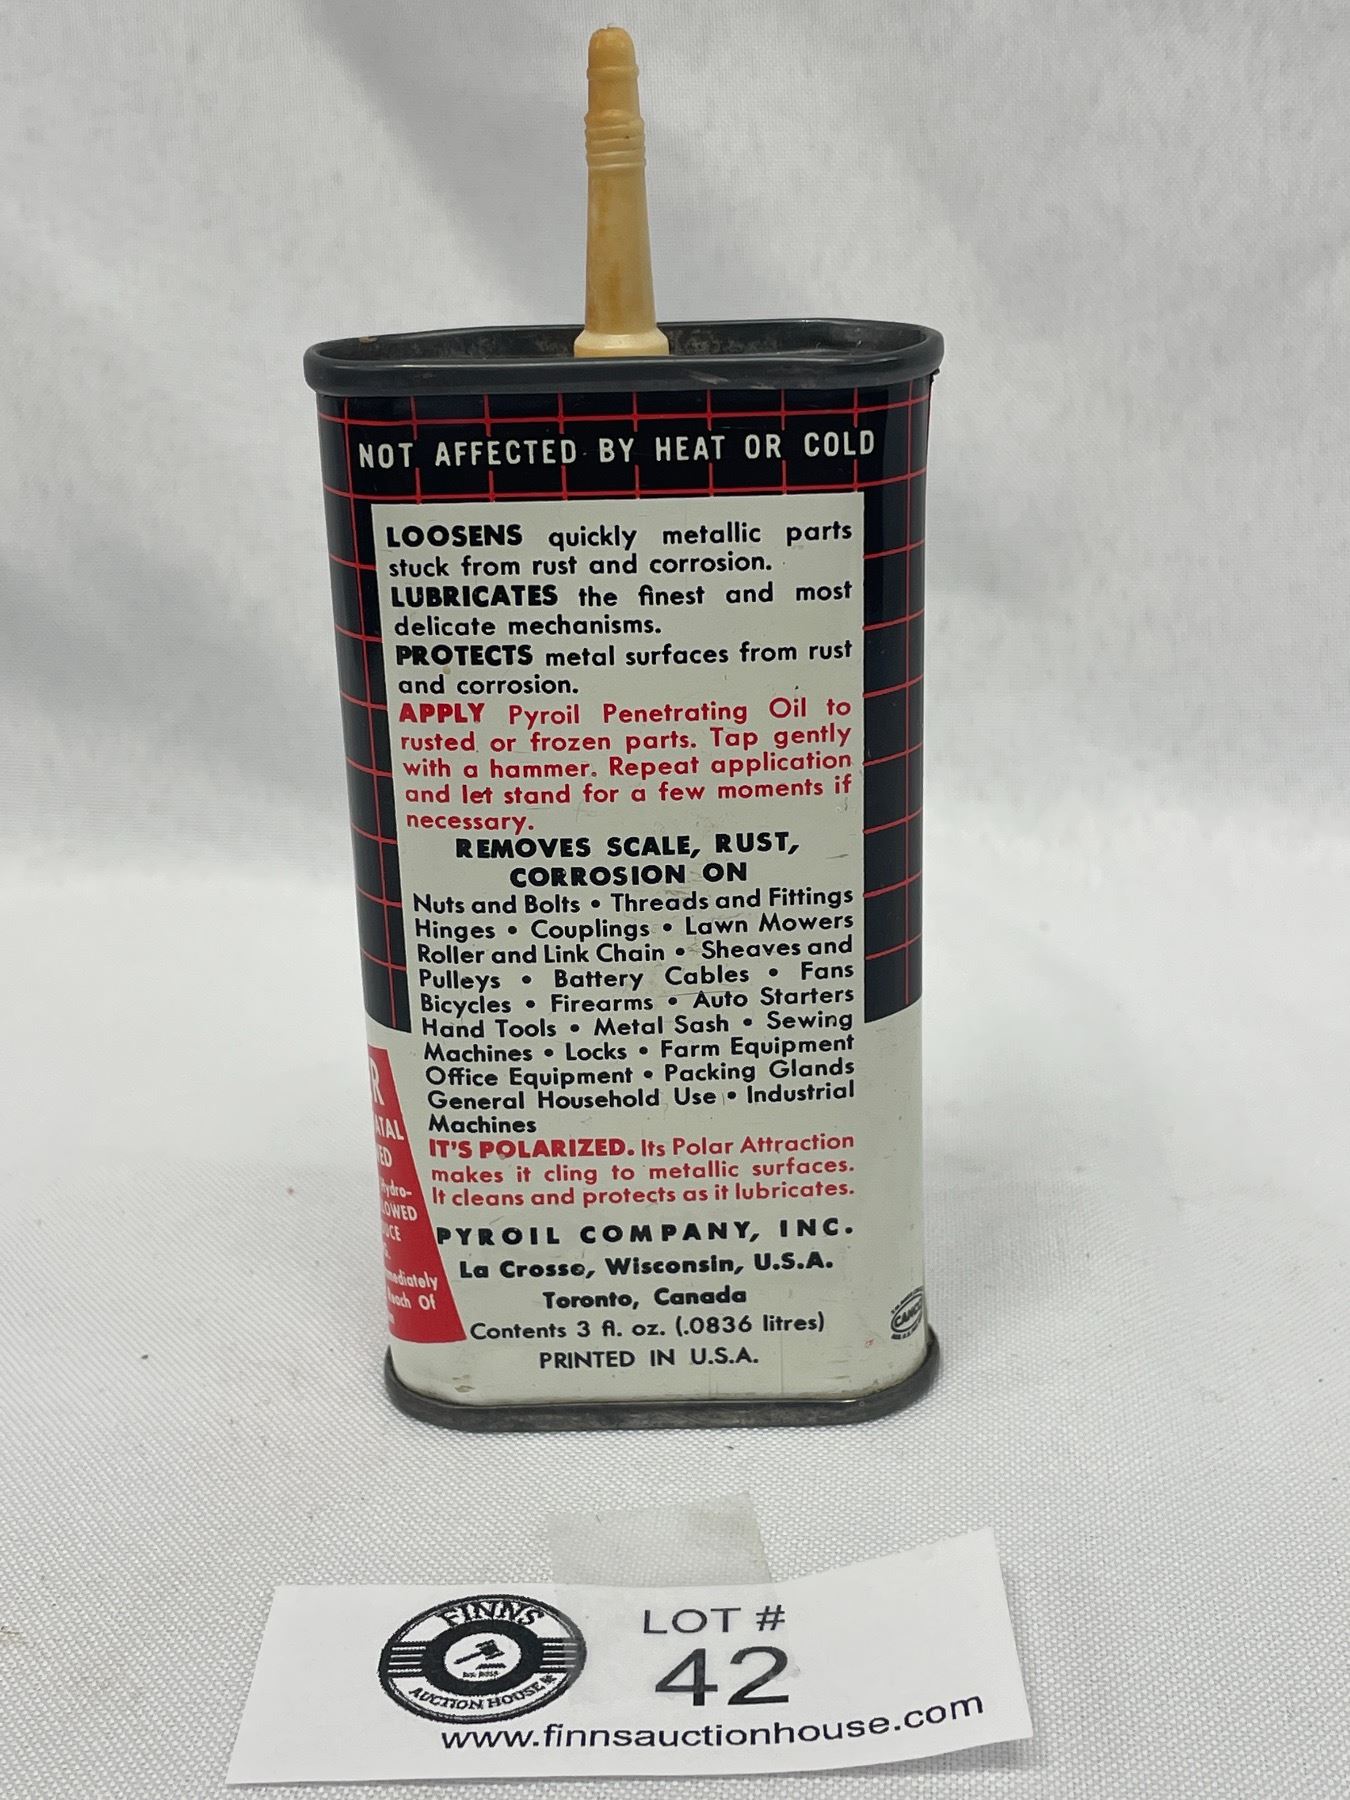 NOT AFFECTED BY HEAT OR COLD
LOOSENS quickly metallic parts
stuck from rust and corrosion.
LUBRICATES the finest and most
delicate mechanisms.
PROTECTS metal surfaces from rust
and corrosion.
APPLY Pyroil Penetrating Oil to
rusted or frozen parts. Tap gently
with a hammer. Repeat application
and let stand for a few moments if
necessary.
REMOVES SCALE, RUST,
CORROSION ON
Nuts and Bolts • Threads and Fittings
Hinges • Couplings • Lawn Mowers
Roller and Link Chain • Sheaves and
Pulleys • Battery Cables • Fans
Bicycles • Firearms • Auto Starters
Hand Tools • Metal Sash • Sewing
Machines • Locks • Farm Equipment
Office Equipment • Packing Glands
General Household Use • Industrial
Machines
IT'S POLARIZED. Its Polar Attraction
makes it cling to metallic surfaces.
It cleans and protects as it lubricates.
PYROIL COMPANY, INC.
La Crosse, Wisconsin, U.S.A.
Toronto, Canada
Contents 3 fl. oz. (.0836 litres)
PRINTED IN U.S.A.
Of
CANCO
FINNS
AUCTION HOUSE
LOT #
42
www.finnsauctionhouse.com